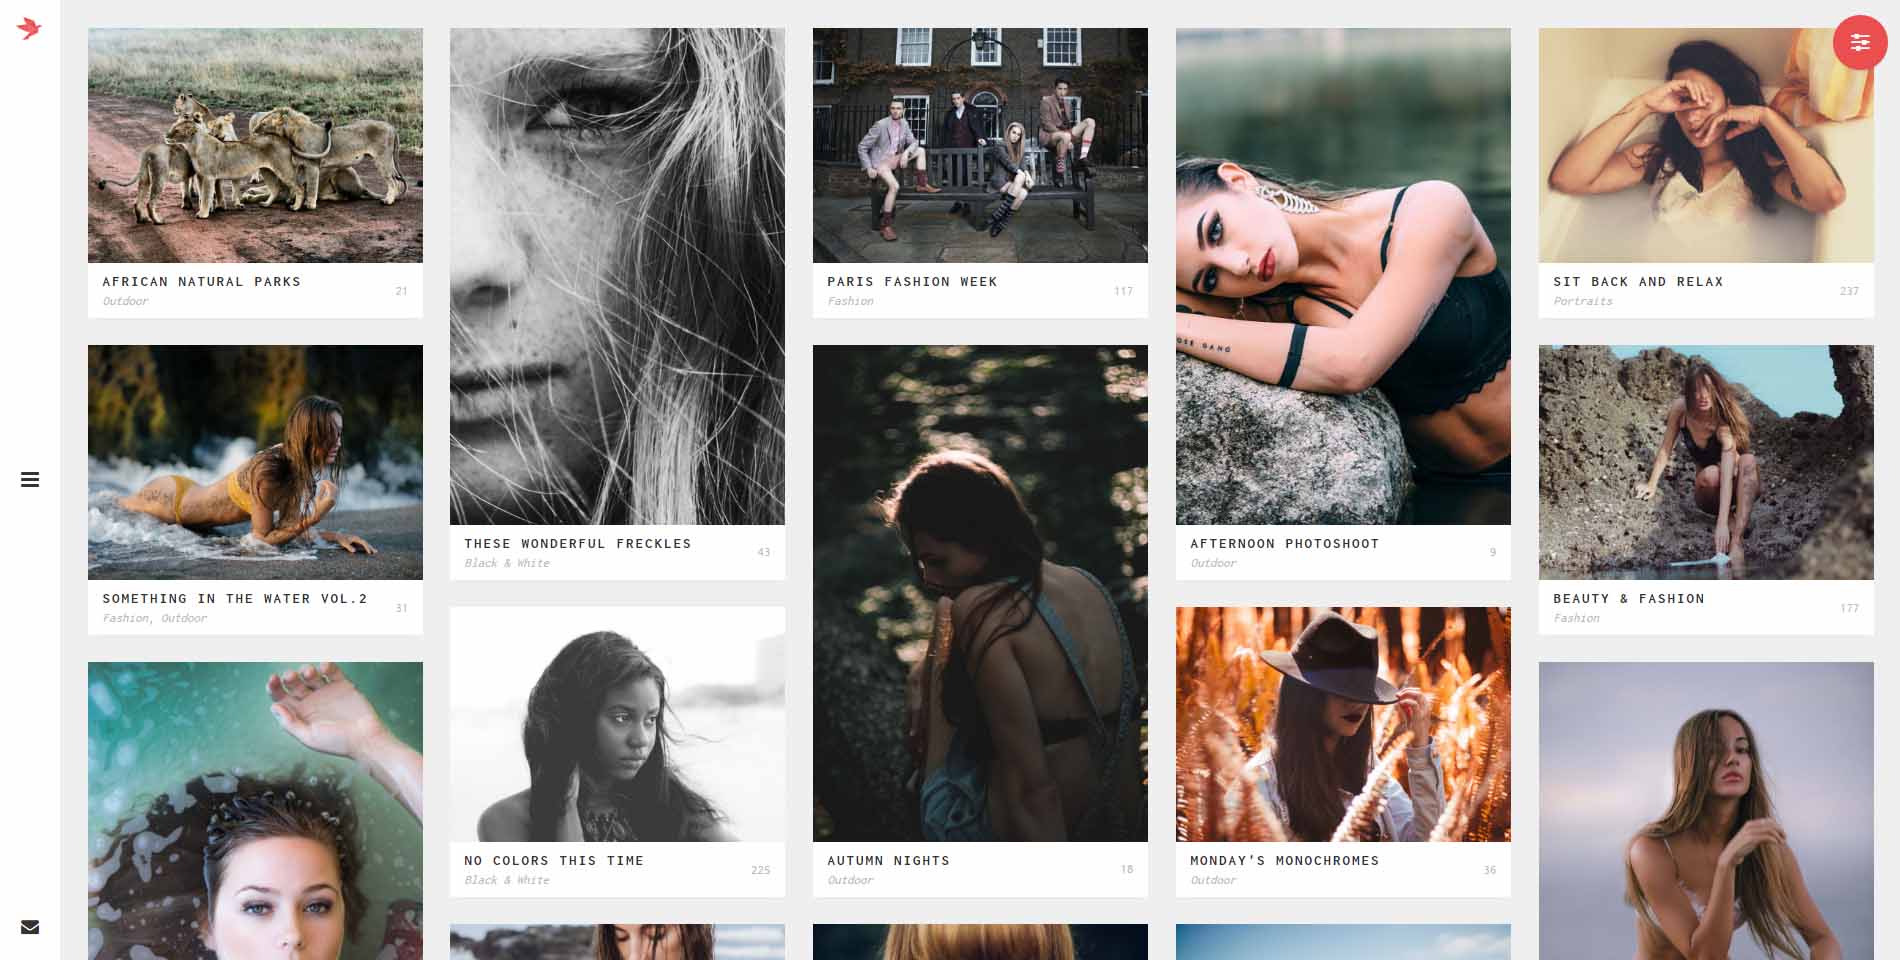 AFRICAN NATURAL PARKS
Outdoor
21
THESE WONDERFUL FRECKLES
Black & White
43
PARIS FASHION WEEK
Fashion
117
AFTERNOON PHOTOSHOOT
Outdoor
9
SIT BACK AND RELAX
Portraits
237
SOMETHING IN THE WATER VOL.2
Fashion, Outdoor
31
NO COLORS THIS TIME
Black & White
225
AUTUMN NIGHTS
Outdoor
18
MONDAY'S MONOCHROMES
Outdoor
36
BEAUTY & FASHION
Fashion
177
GANG